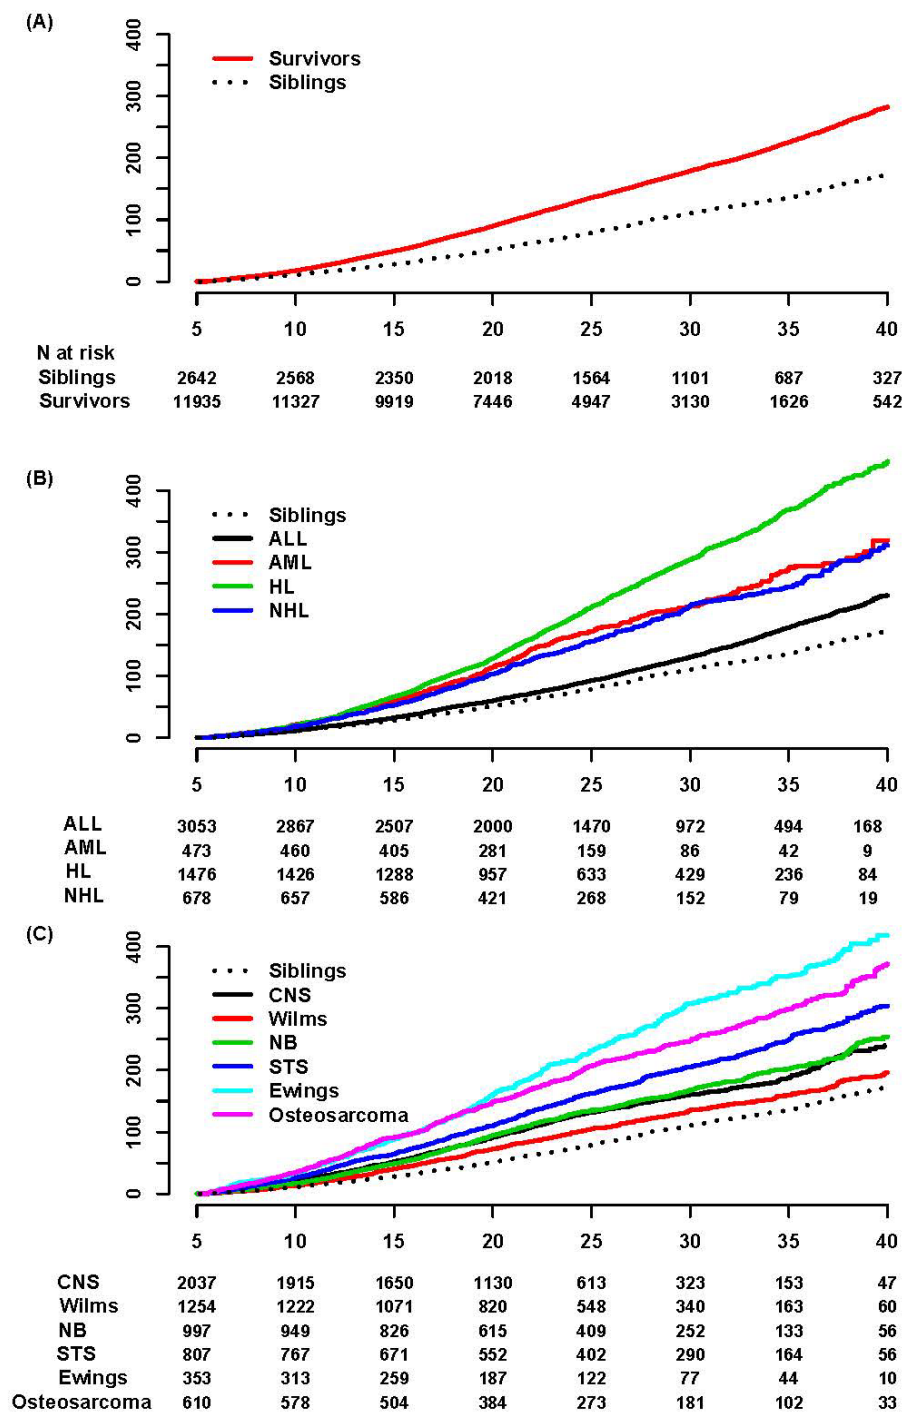 (A)
400
300
200
100
0
Survivors
Siblings
5 10 15 20 25 30 35 40
N at risk
Siblings 2642 2568 2350 2018 1564 1101 687 327
Survivors 11935 11327 9919 7446 4947 3130 1626 542
(B)
400
300
200
100
0
Siblings
ALL
AML
HL
NHL
5 10 15 20 25 30 35 40
ALL 3053 2867 2507 2000 1470 972 494 168
AML 473 460 405 281 159 86 42 9
HL 1476 1426 1288 957 633 429 236 84
NHL 678 657 586 421 268 152 79 19
(C)
400
300
200
100
0
Siblings
CNS
Wilms
NB
STS
Ewings
Osteosarcoma
5 10 15 20 25 30 35 40
CNS 2037 1915 1650 1130 613 323 153 47
Wilms 1254 1222 1071 820 548 340 163 60
NB 997 949 826 615 409 252 133 56
STS 807 767 671 552 402 290 164 56
Ewings 353 313 259 187 122 77 44 10
Osteosarcoma 610 578 504 384 273 181 102 33